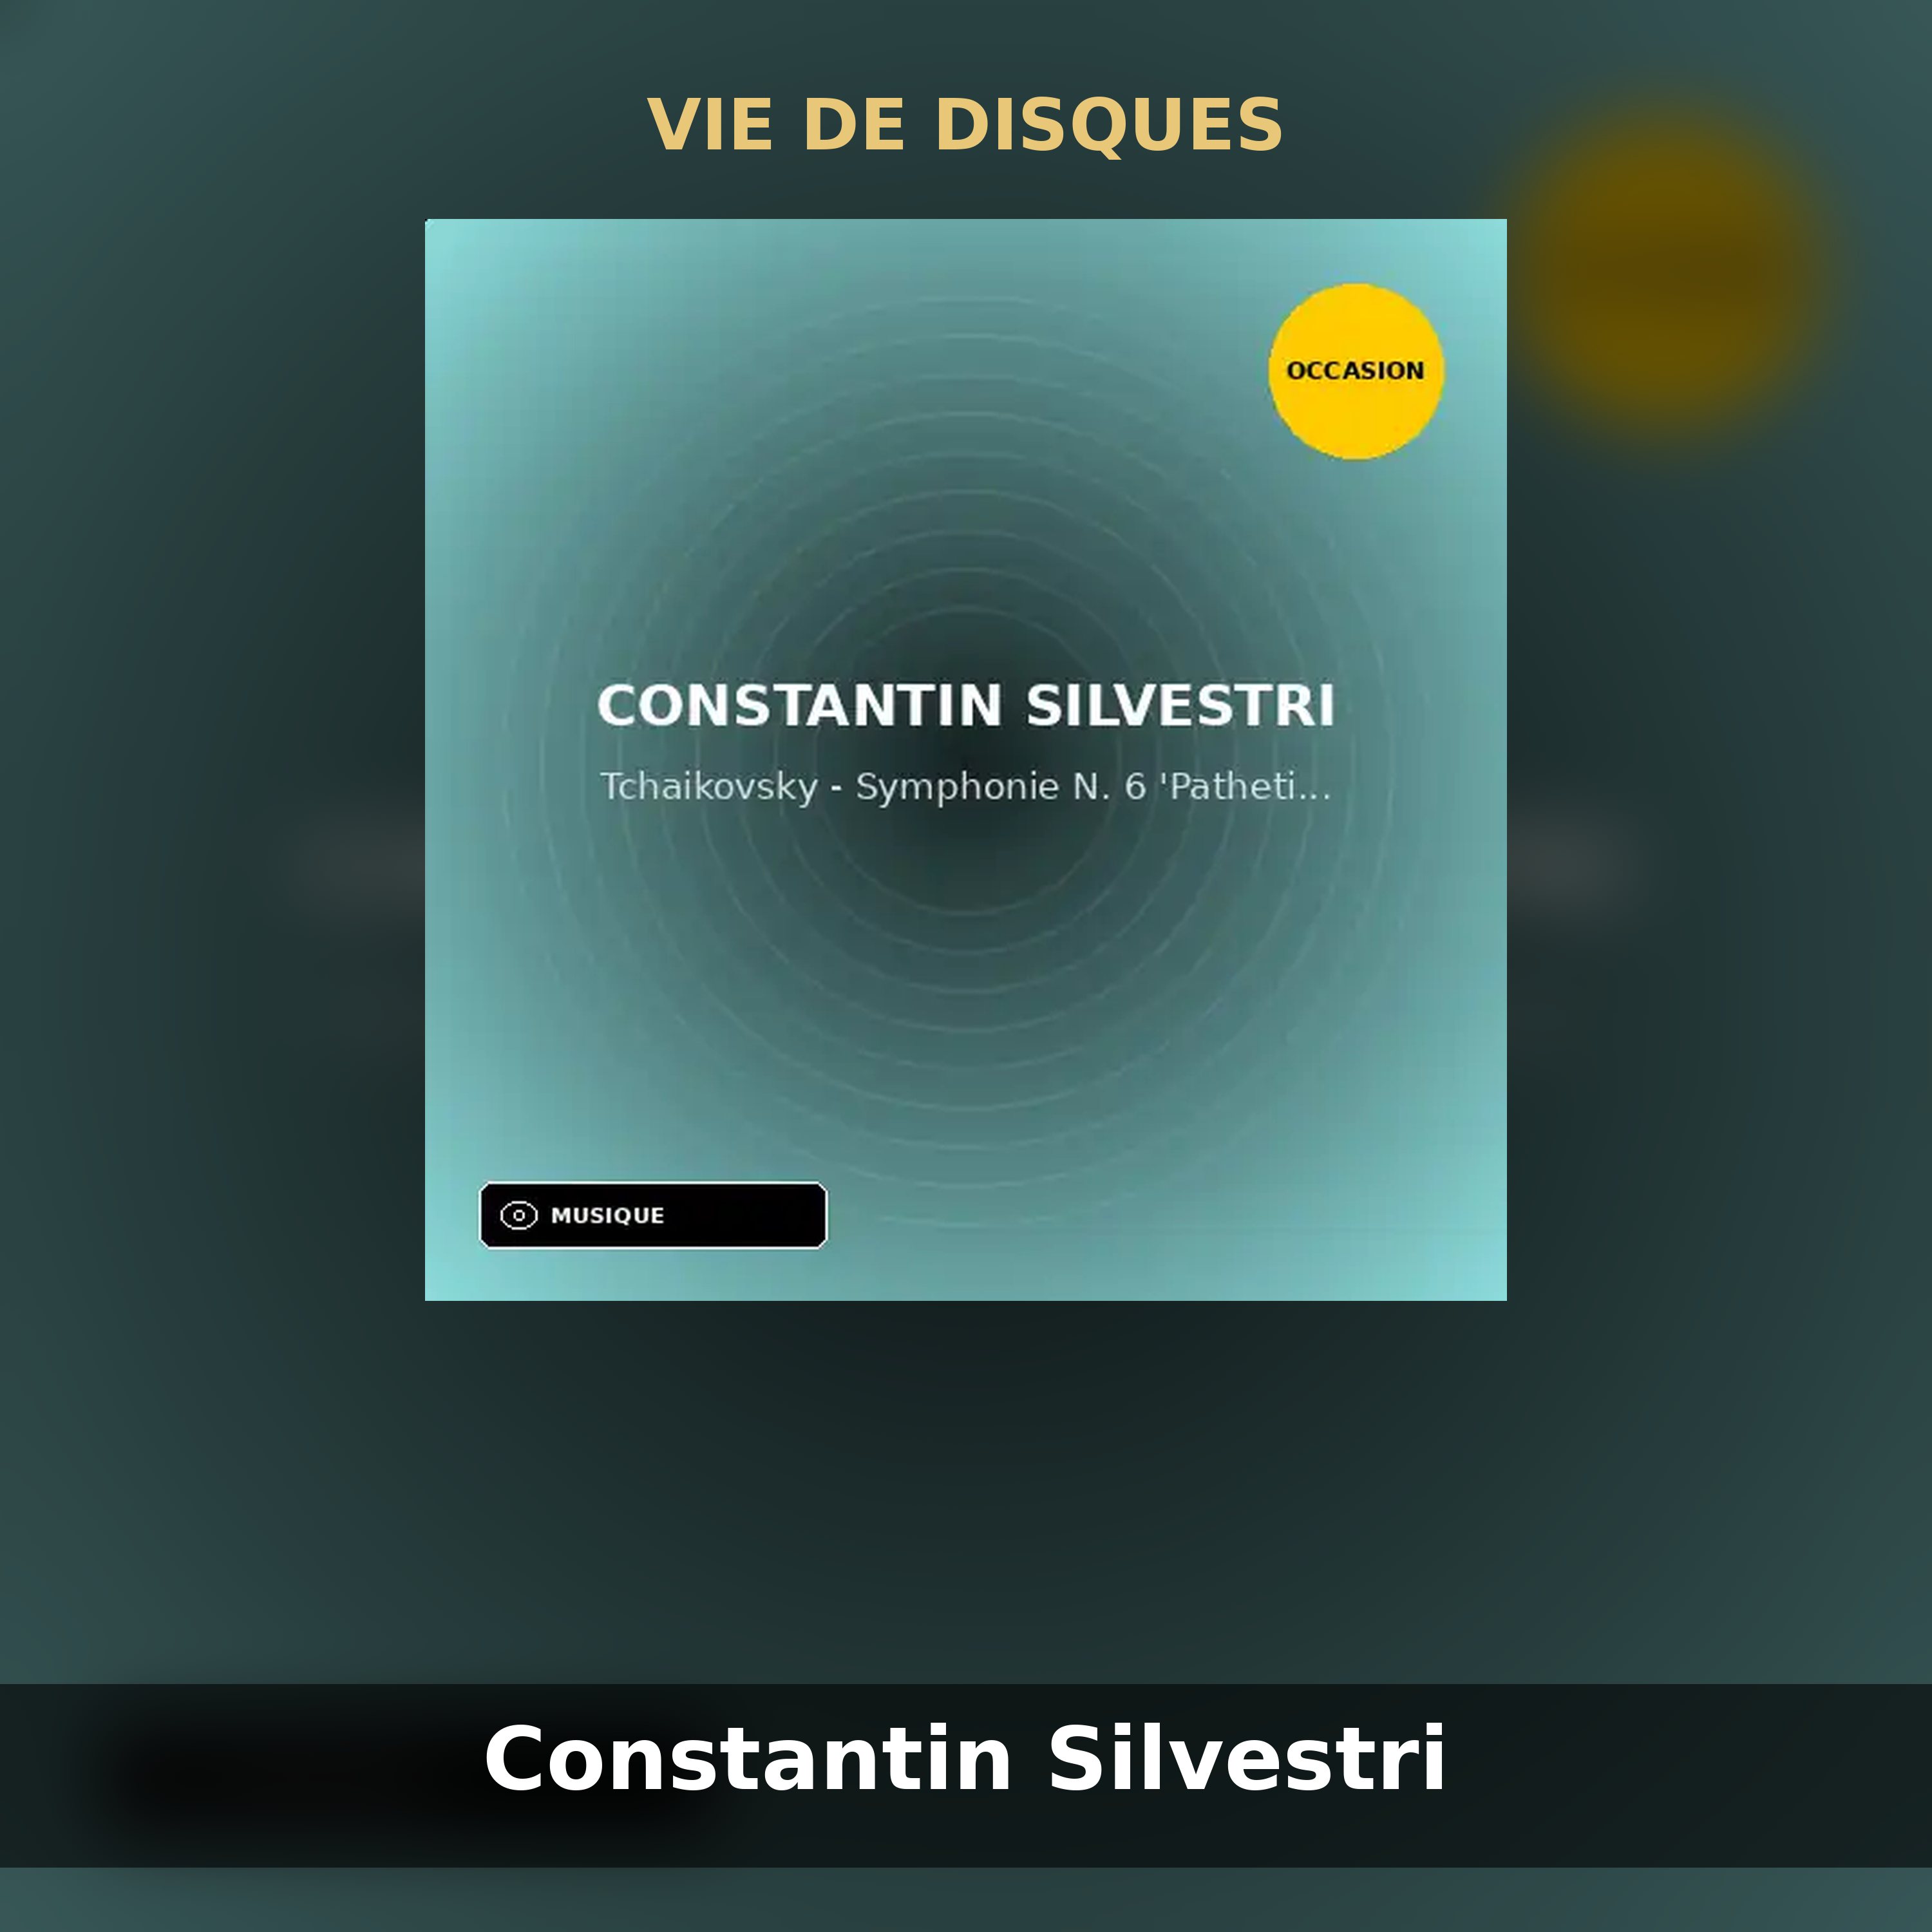 VIE DE DISQUES
OCCASION
CONSTANTIN SILVESTRI
Tchaikovsky - Symphonie N. 6 'Patheti...
MUSIQUE
Constantin Silvestri